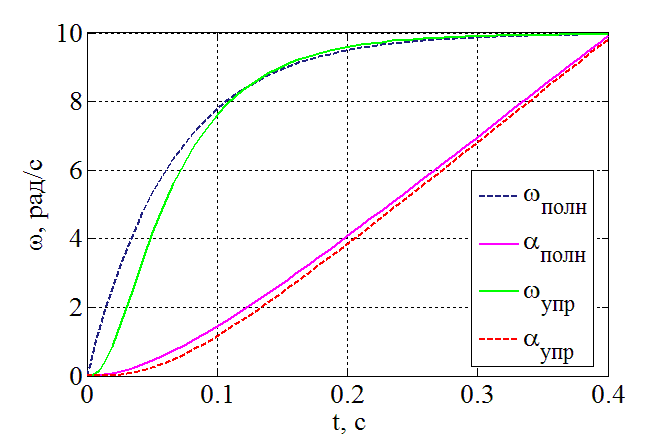 10
8
6
4
2
0
ω, рад/с
0
0.1
0.2
0.3
0.4
t, с
ωполн
αполн
ωупр
αупр